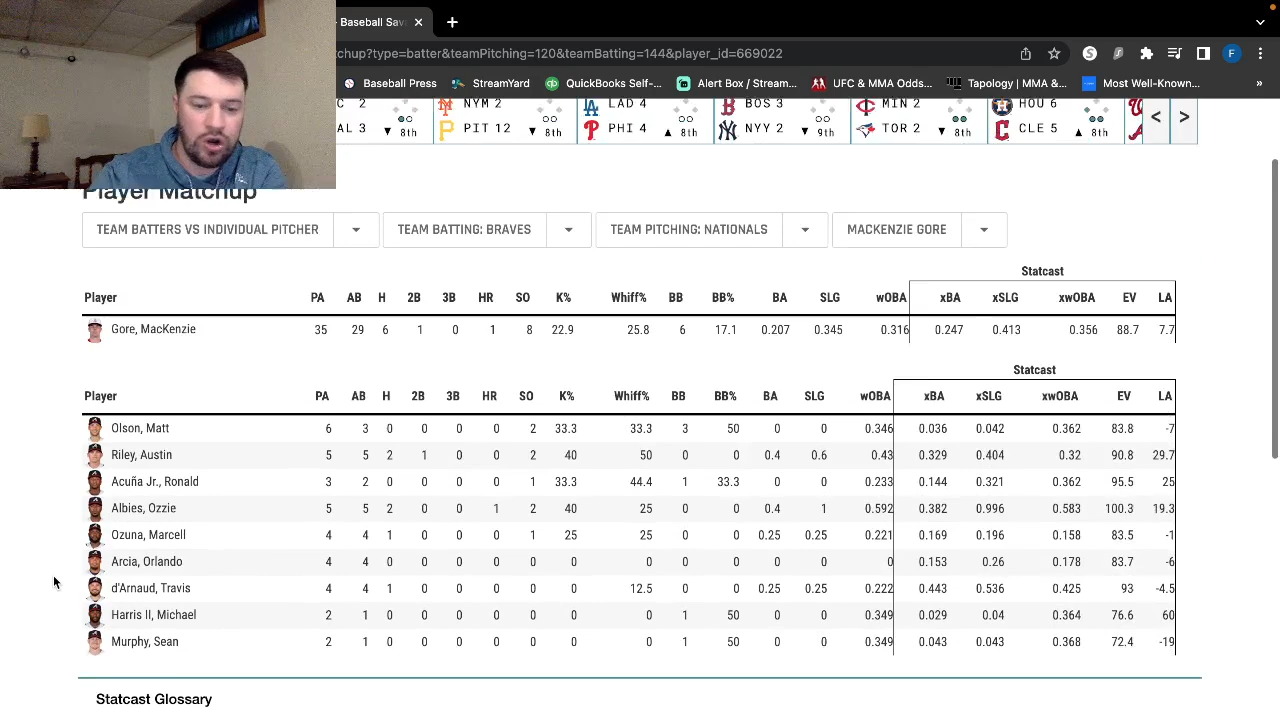 Baseball Sav
chup?type=batter&teamPitching=120&teamBatting=144&player_id=669022
F
Baseball Press StreamYard QuickBooks Self-... Alert Box / Stream... UFC & MMA Odds... Tapology | MMA &... Most Well-Known... »
C 2 NYM 2 LAD 4 BOS 3 MIN 2 HOU 6
AL 3 8th PIT 12 8th PHI 4 8th NYY 2 9th TOR 2 8th CLE 5 8th < >
Player Matchup
TEAM BATTERS VS INDIVIDUAL PITCHER TEAM BATTING: BRAVES TEAM PITCHING: NATIONALS MACKENZIE GORE
Statcast
Player PA AB H 2B 3B HR SO K% Whiff% BB BB% BA SLG wOBA xBA xSLG xwOBA EV LA
Gore, MacKenzie 35 29 6 1 0 1 8 22.9 25.8 6 17.1 0.207 0.345 0.316 0.247 0.413 0.356 88.7 7.7
Statcast
Player PA AB H 2B 3B HR SO K% Whiff% BB BB% BA SLG wOBA xBA xSLG xwOBA EV LA
Olson, Matt 6 3 0 0 0 0 2 33.3 33.3 3 50 0 0 0.346 0.036 0.042 0.362 83.8 -7
Riley, Austin 5 5 2 1 0 0 2 40 50 0 0 0.4 0.6 0.43 0.329 0.404 0.32 90.8 29.7
Acuña Jr., Ronald 3 2 0 0 0 0 1 33.3 44.4 1 33.3 0 0 0.233 0.144 0.321 0.362 95.5 25
Albies, Ozzie 5 5 2 0 0 1 2 40 25 0 0 0.4 1 0.592 0.382 0.996 0.583 100.3 19.3
Ozuna, Marcell 4 4 1 0 0 0 1 25 25 0 0 0.25 0.25 0.221 0.169 0.196 0.158 83.5 -1
Arcia, Orlando 4 4 0 0 0 0 0 0 0 0 0 0 0 0 0.153 0.26 0.178 83.7 -6
d'Arnaud, Travis 4 4 1 0 0 0 0 0 12.5 0 0 0.25 0.25 0.222 0.443 0.536 0.425 93 -4.5
Harris II, Michael 2 1 0 0 0 0 0 0 0 1 50 0 0 0.349 0.029 0.04 0.364 76.6 60
Murphy, Sean 2 1 0 0 0 0 0 0 0 1 50 0 0 0.349 0.043 0.043 0.368 72.4 -19
Statcast Glossary